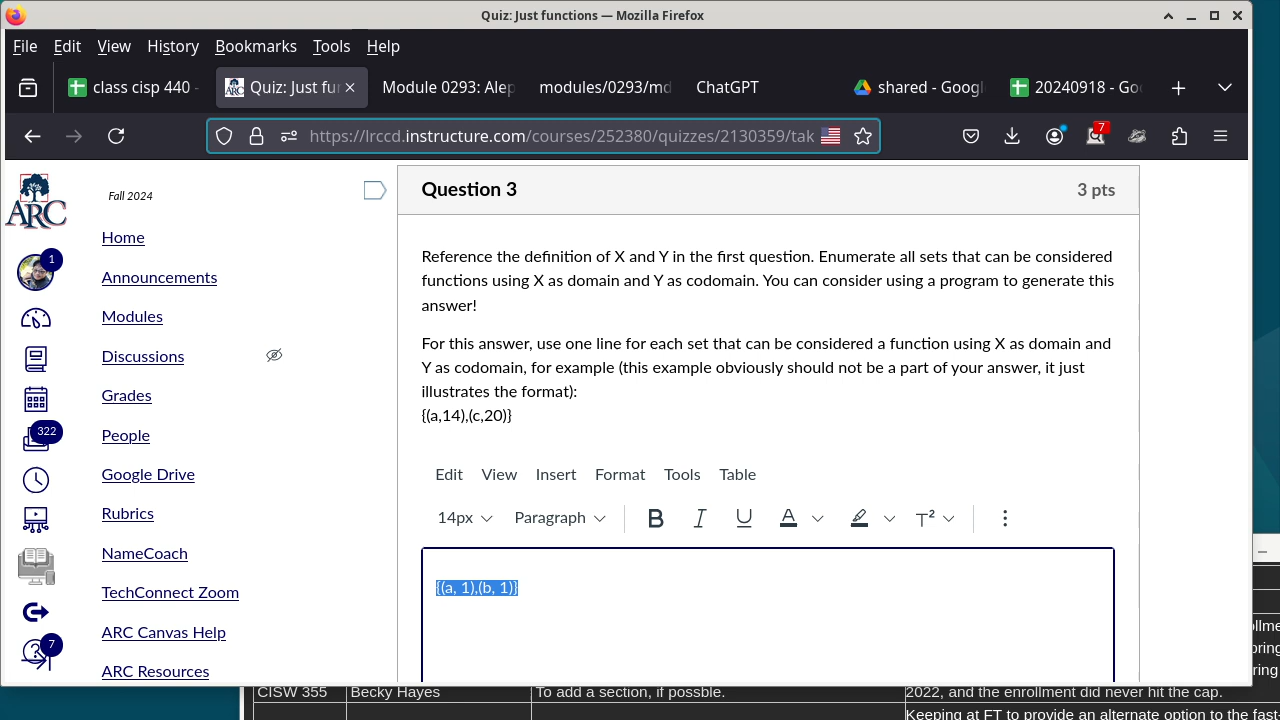 Quiz: Just functions — Mozilla Firefox
File Edit View History Bookmarks Tools Help
class cisp 440 -
Quiz: Just fu
Module 0293: Alep
modules/0293/md
ChatGPT
shared - Googl
20240918 - Go
https://lrccd.instructure.com/courses/252380/quizzes/2130359/tak
7
ARC
Fall 2024
Home
1
Announcements
Modules
Discussions
Grades
People
322
Google Drive
Rubrics
NameCoach
TechConnect Zoom
ARC Canvas Help
7
ARC Resources
Question 3
3 pts
Reference the definition of X and Y in the first question. Enumerate all sets that can be considered
functions using X as domain and Y as codomain. You can consider using a program to generate this
answer!
For this answer, use one line for each set that can be considered a function using X as domain and
Y as codomain, for example (this example obviously should not be a part of your answer, it just
illustrates the format):
{(a,14),(c,20)}
Edit View Insert Format Tools Table
14px Paragraph B I U A T²
{(a, 1),(b, 1)}
CISW 355 Becky Hayes To add a section, if possble. 2022, and the enrollment did never hit the cap.
Keeping at FT to provide an alternate option to the fast